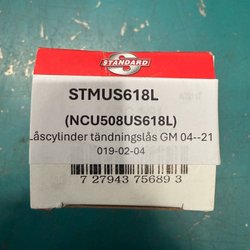 STANDARD
STMUS618L
(NCU508US618L)
Låscylinder tändningslås GM 04--21
019-02-04
7 27943 75689 3